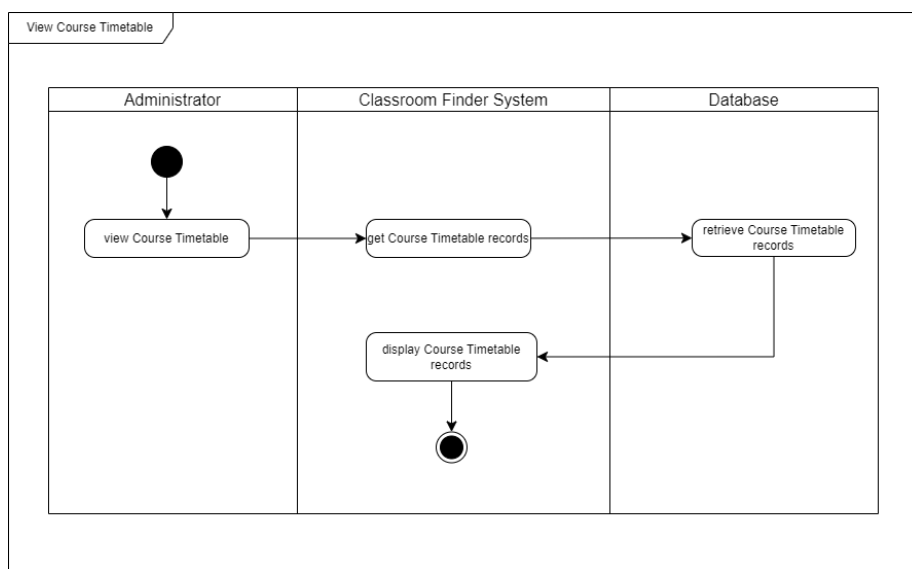 View Course Timetable
Administrator
Classroom Finder System
Database
view Course Timetable
get Course Timetable records
retrieve Course Timetable
records
display Course Timetable
records